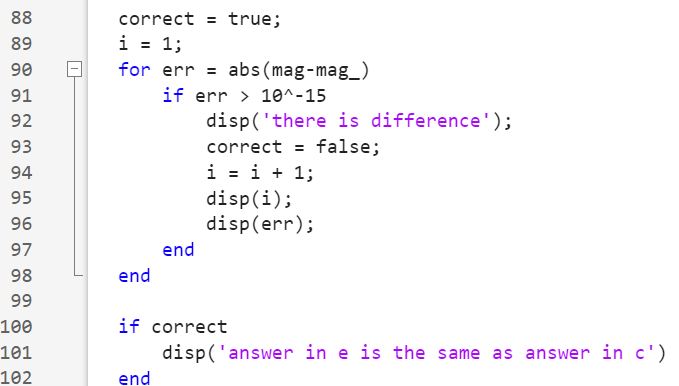 88 correct = true;
89 i = 1;
90 for err = abs(mag-mag_)
91 if err > 10^-15
92 disp('there is difference');
93 correct = false;
94 i = i + 1;
95 disp(i);
96 disp(err);
97 end
98 end
99
100 if correct
101 disp('answer in e is the same as answer in c')
102 end